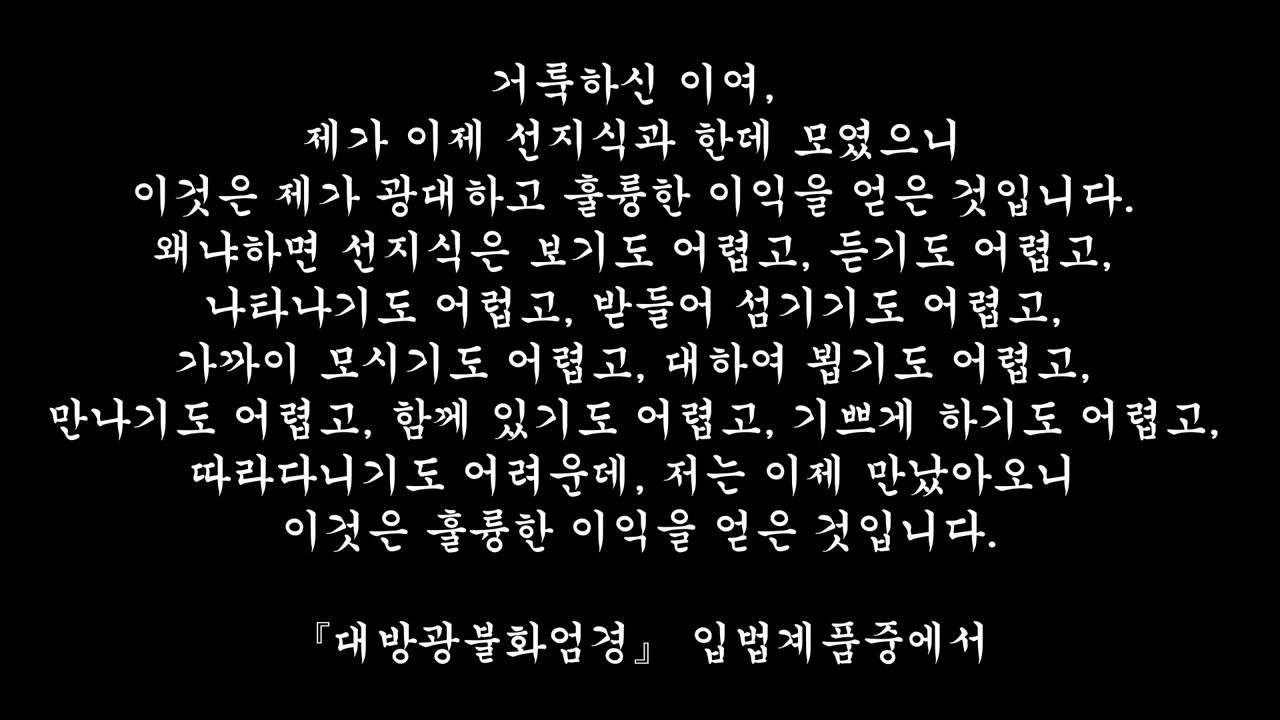 거룩하신 이여,
제가 이제 선지식과 한데 모였으니
이것은 제가 광대하고 훌륭한 이익을 얻은 것입니다.
왜냐하면 선지식은 보기도 어렵고, 듣기도 어렵고,
나타나기도 어럽고, 받들어 섬기기도 어렵고,
가까이 모시기도 어렵고, 대하여 뵙기도 어렵고,
만나기도 어렵고, 함께 있기도 어렵고, 기쁘게 하기도 어렵고,
따라다니기도 어려운데, 저는 이제 만났아오니
이것은 훌륭한 이익을 얻은 것입니다.
『대방광불화엄경』 입법계품중에서